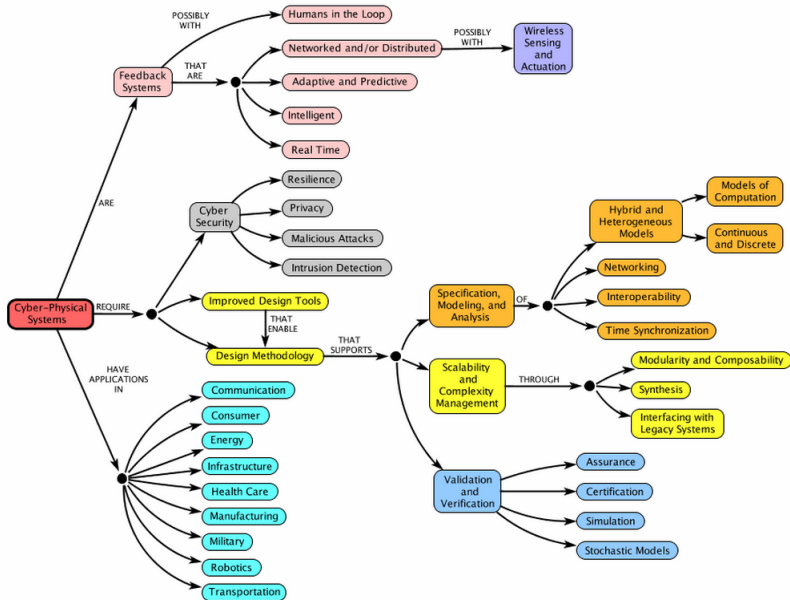 POSSIBLY
WITH
Humans in the Loop
Feedback
Systems
THAT
ARE
Networked and/or Distributed
POSSIBLY
WITH
Wireless
Sensing
and
Actuation
Adaptive and Predictive
Intelligent
Real Time
ARE
Cyber
Security
Resilience
Privacy
Malicious Attacks
Intrusion Detection
Cyber-Physical
Systems
REQUIRE
Improved Design Tools
THAT
ENABLE
Design Methodology
THAT
SUPPORTS
Specification,
Modeling, and
Analysis
OF
Hybrid and
Heterogeneous
Models
Models of
Computation
Continuous
and Discrete
Networking
Interoperability
Time Synchronization
Scalability
and
Complexity
Management
THROUGH
Modularity and Composability
Synthesis
Interfacing with
Legacy Systems
Validation
and
Verification
Assurance
Certification
Simulation
Stochastic Models
HAVE
APPLICATIONS
IN
Communication
Consumer
Energy
Infrastructure
Health Care
Manufacturing
Military
Robotics
Transportation